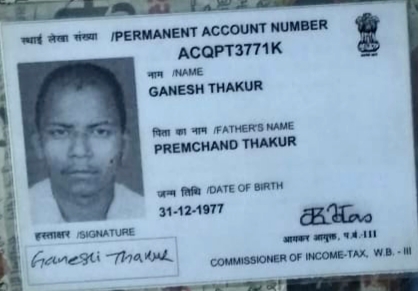 स्थाई लेखा संख्या /PERMANENT ACCOUNT NUMBER
ACQPT3771K
नाम /NAME
GANESH THAKUR
पिता का नाम /FATHER'S NAME
PREMCHAND THAKUR
जन्म तिथि /DATE OF BIRTH
31-12-1977
हस्ताक्षर /SIGNATURE
Ganesh Thakur
आयकर आयुक्त, प.बं.-III
COMMISSIONER OF INCOME-TAX, W.B. - III